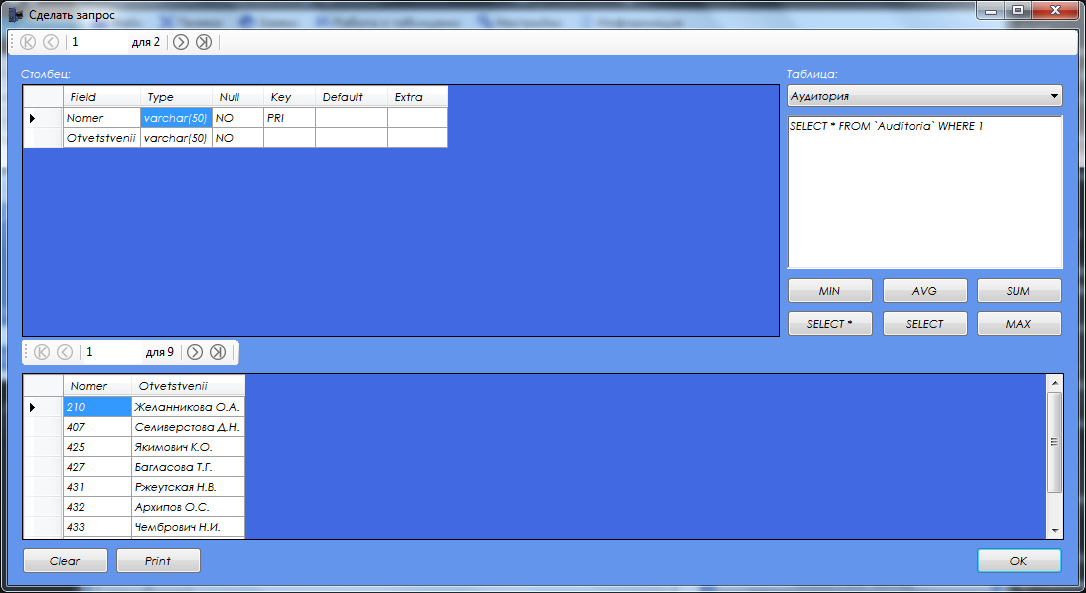 Сделать запрос
1 для 2
Столбец:
Таблица:
Field Type Null Key Default Extra
Nomer varchar(50) NO PRI
Otvetstvenii varchar(50) NO
Аудитория
SELECT * FROM `Auditoria` WHERE 1
MIN AVG SUM
SELECT * SELECT MAX
1 для 9
Nomer Otvetstvenii
210 Желанникова О.А.
407 Селиверстова Д.Н.
425 Якимович К.О.
427 Багласова Т.Г.
431 Ржеутская Н.В.
432 Архипов О.С.
433 Чембрович Н.И.
Clear Print OK